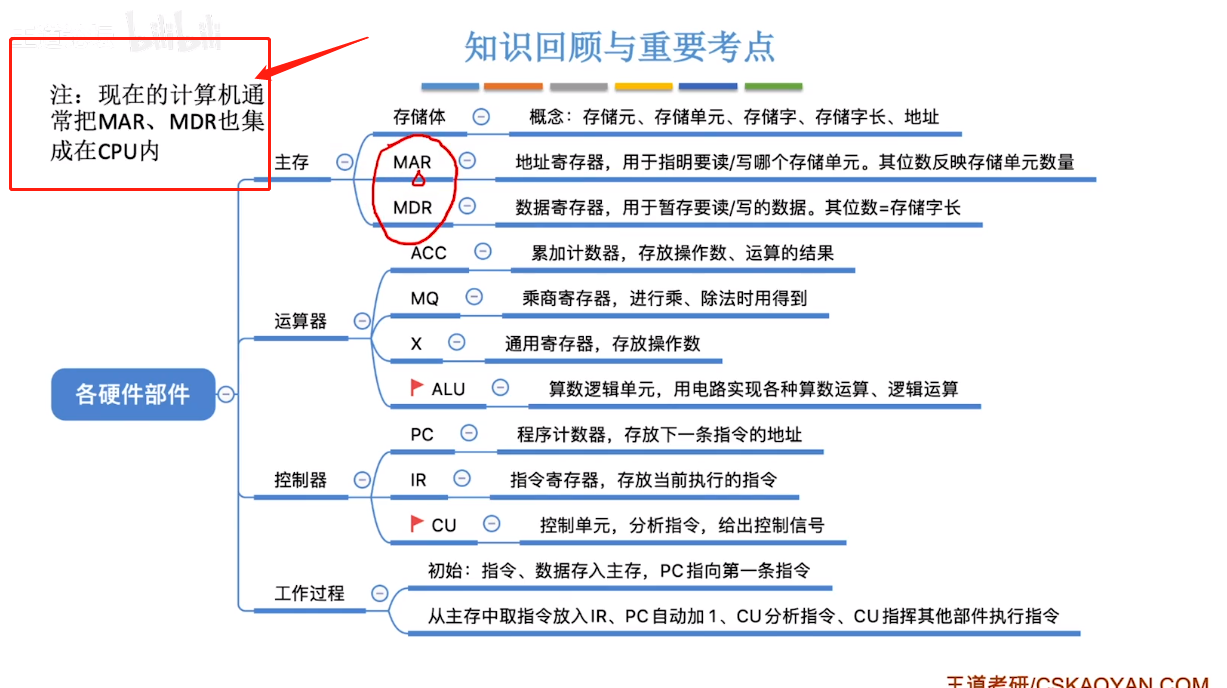 知识回顾与重要考点
注：现在的计算机通
常把MAR、MDR也集
成在CPU内
各硬件部件
主存
存储体
概念：存储元、存储单元、存储字、存储字长、地址
MAR
地址寄存器，用于指明要读/写哪个存储单元。其位数反映存储单元数量
MDR
数据寄存器，用于暂存要读/写的数据。其位数=存储字长
运算器
ACC
累加计数器，存放操作数、运算的结果
MQ
乘商寄存器，进行乘、除法时用得到
X
通用寄存器，存放操作数
ALU
算数逻辑单元，用电路实现各种算数运算、逻辑运算
控制器
PC
程序计数器，存放下一条指令的地址
IR
指令寄存器，存放当前执行的指令
CU
控制单元，分析指令，给出控制信号
工作过程
初始：指令、数据存入主存，PC指向第一条指令
从主存中取指令放入IR、PC自动加1、CU分析指令、CU指挥其他部件执行指令
王道考研/CSKAOYAN.COM